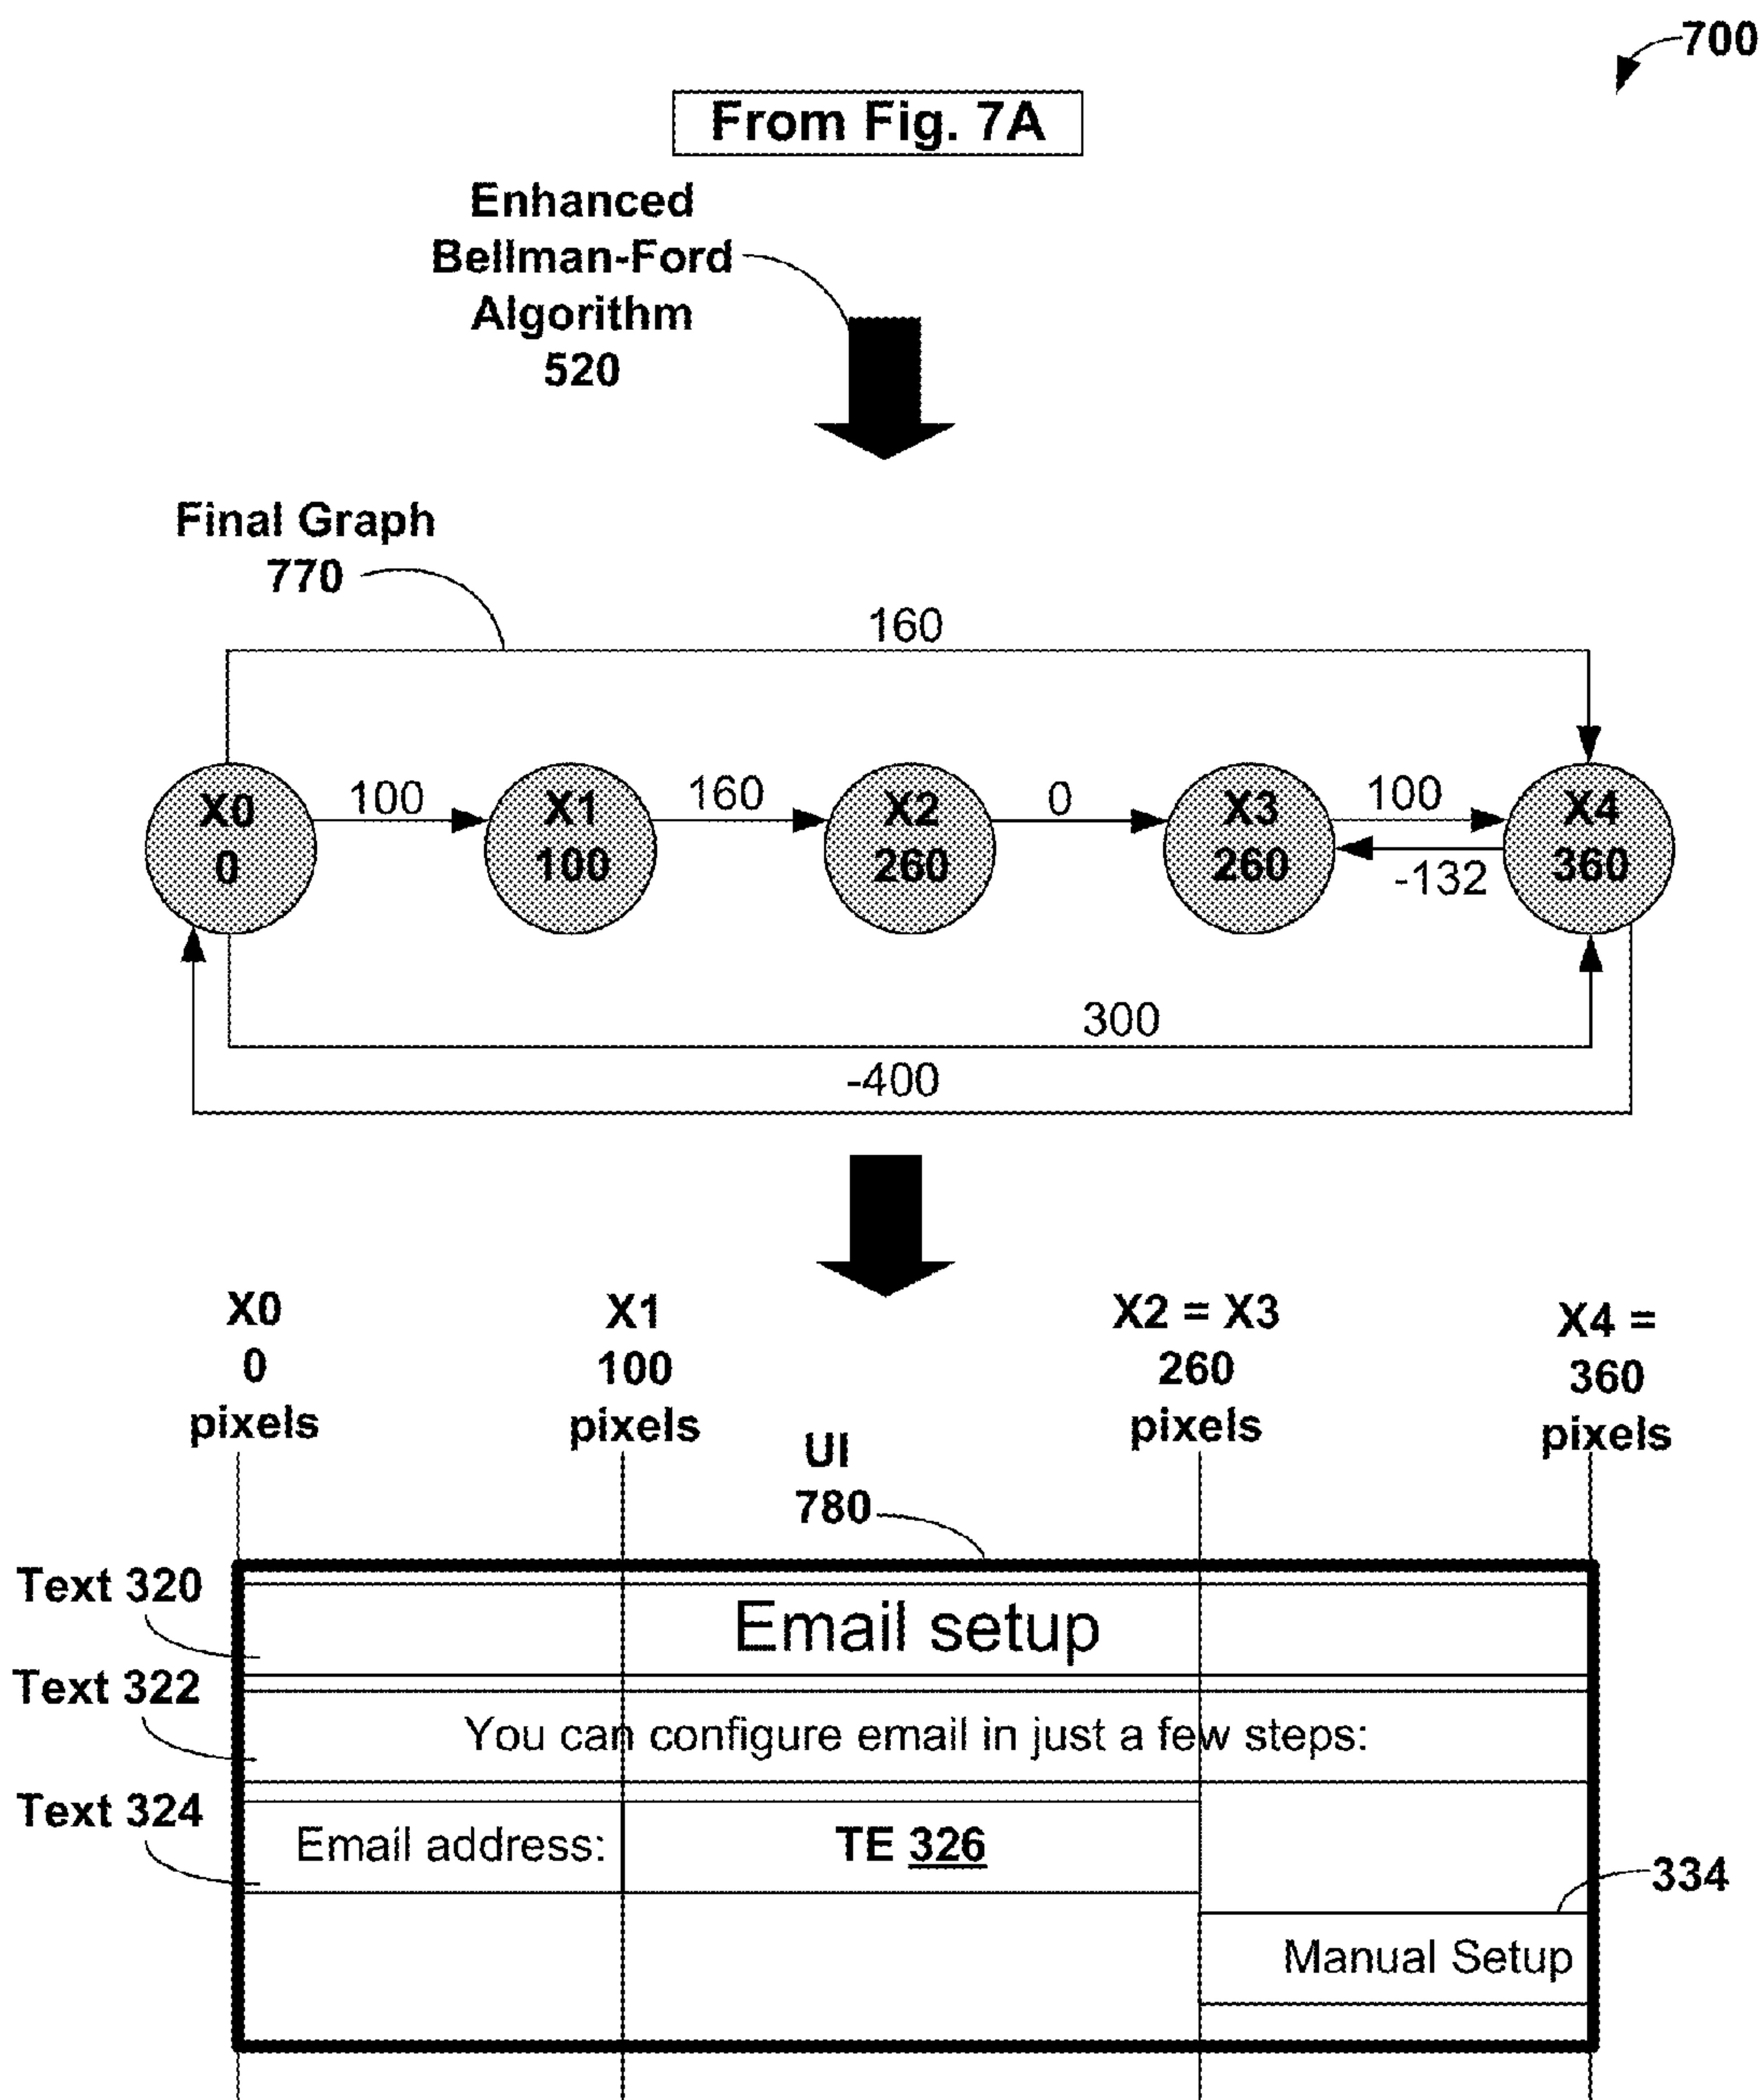 700
From Fig. 7A
Enhanced
Bellman-Ford
Algorithm
520
Final Graph
770
160
X0
0
100
X1
100
160
X2
260
0
X3
260
100
-132
X4
360
300
-400
X0
0
pixels
X1
100
pixels
X2 = X3
260
pixels
X4 =
360
pixels
UI
780
Text 320
Email setup
Text 322
You can configure email in just a few steps:
Text 324
Email address:
TE 326
334
Manual Setup